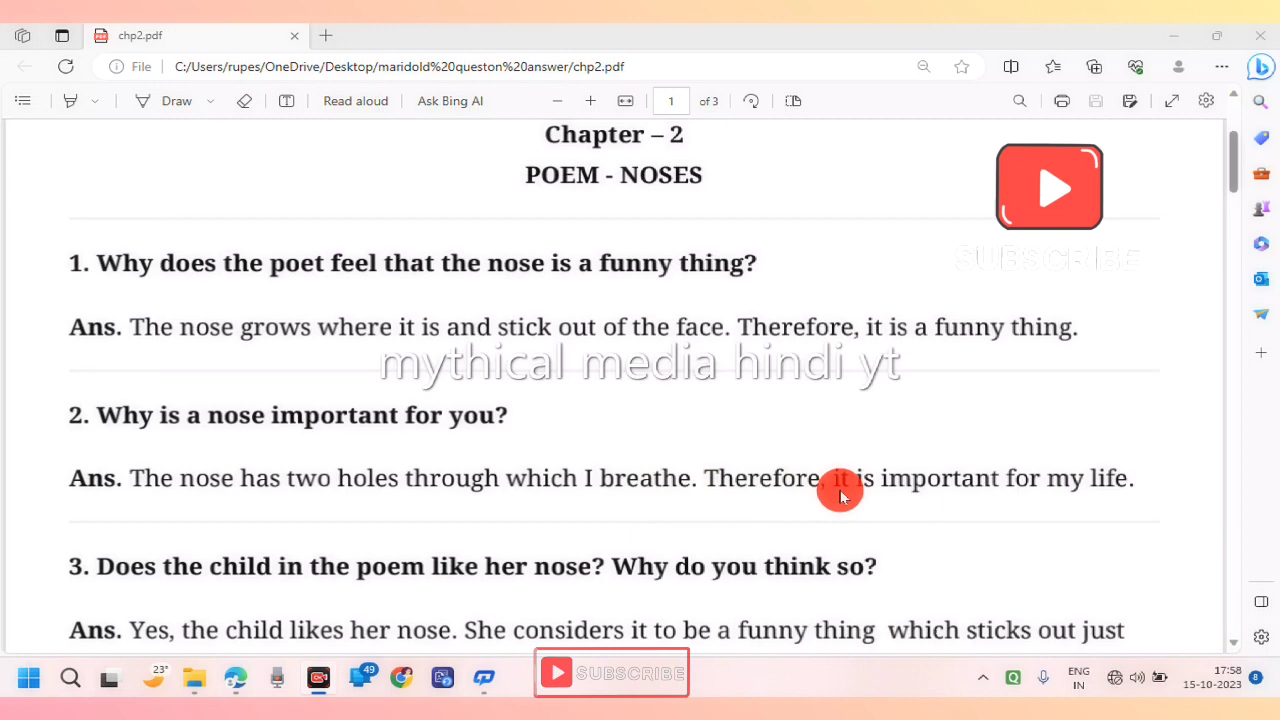 chp2.pdf
File C:/Users/rupes/OneDrive/Desktop/maridold%20queston%20answer/chp2.pdf
Draw Read aloud Ask Bing AI 1 of 3
Chapter – 2
POEM - NOSES
SUBSCRIBE
1. Why does the poet feel that the nose is a funny thing?
Ans. The nose grows where it is and stick out of the face. Therefore, it is a funny thing.
mythical media hindi yt
2. Why is a nose important for you?
Ans. The nose has two holes through which I breathe. Therefore, it is important for my life.
3. Does the child in the poem like her nose? Why do you think so?
Ans. Yes, the child likes her nose. She considers it to be a funny thing which sticks out just
SUBSCRIBE
23° 49 ENG 17:58
IN 15-10-2023 8